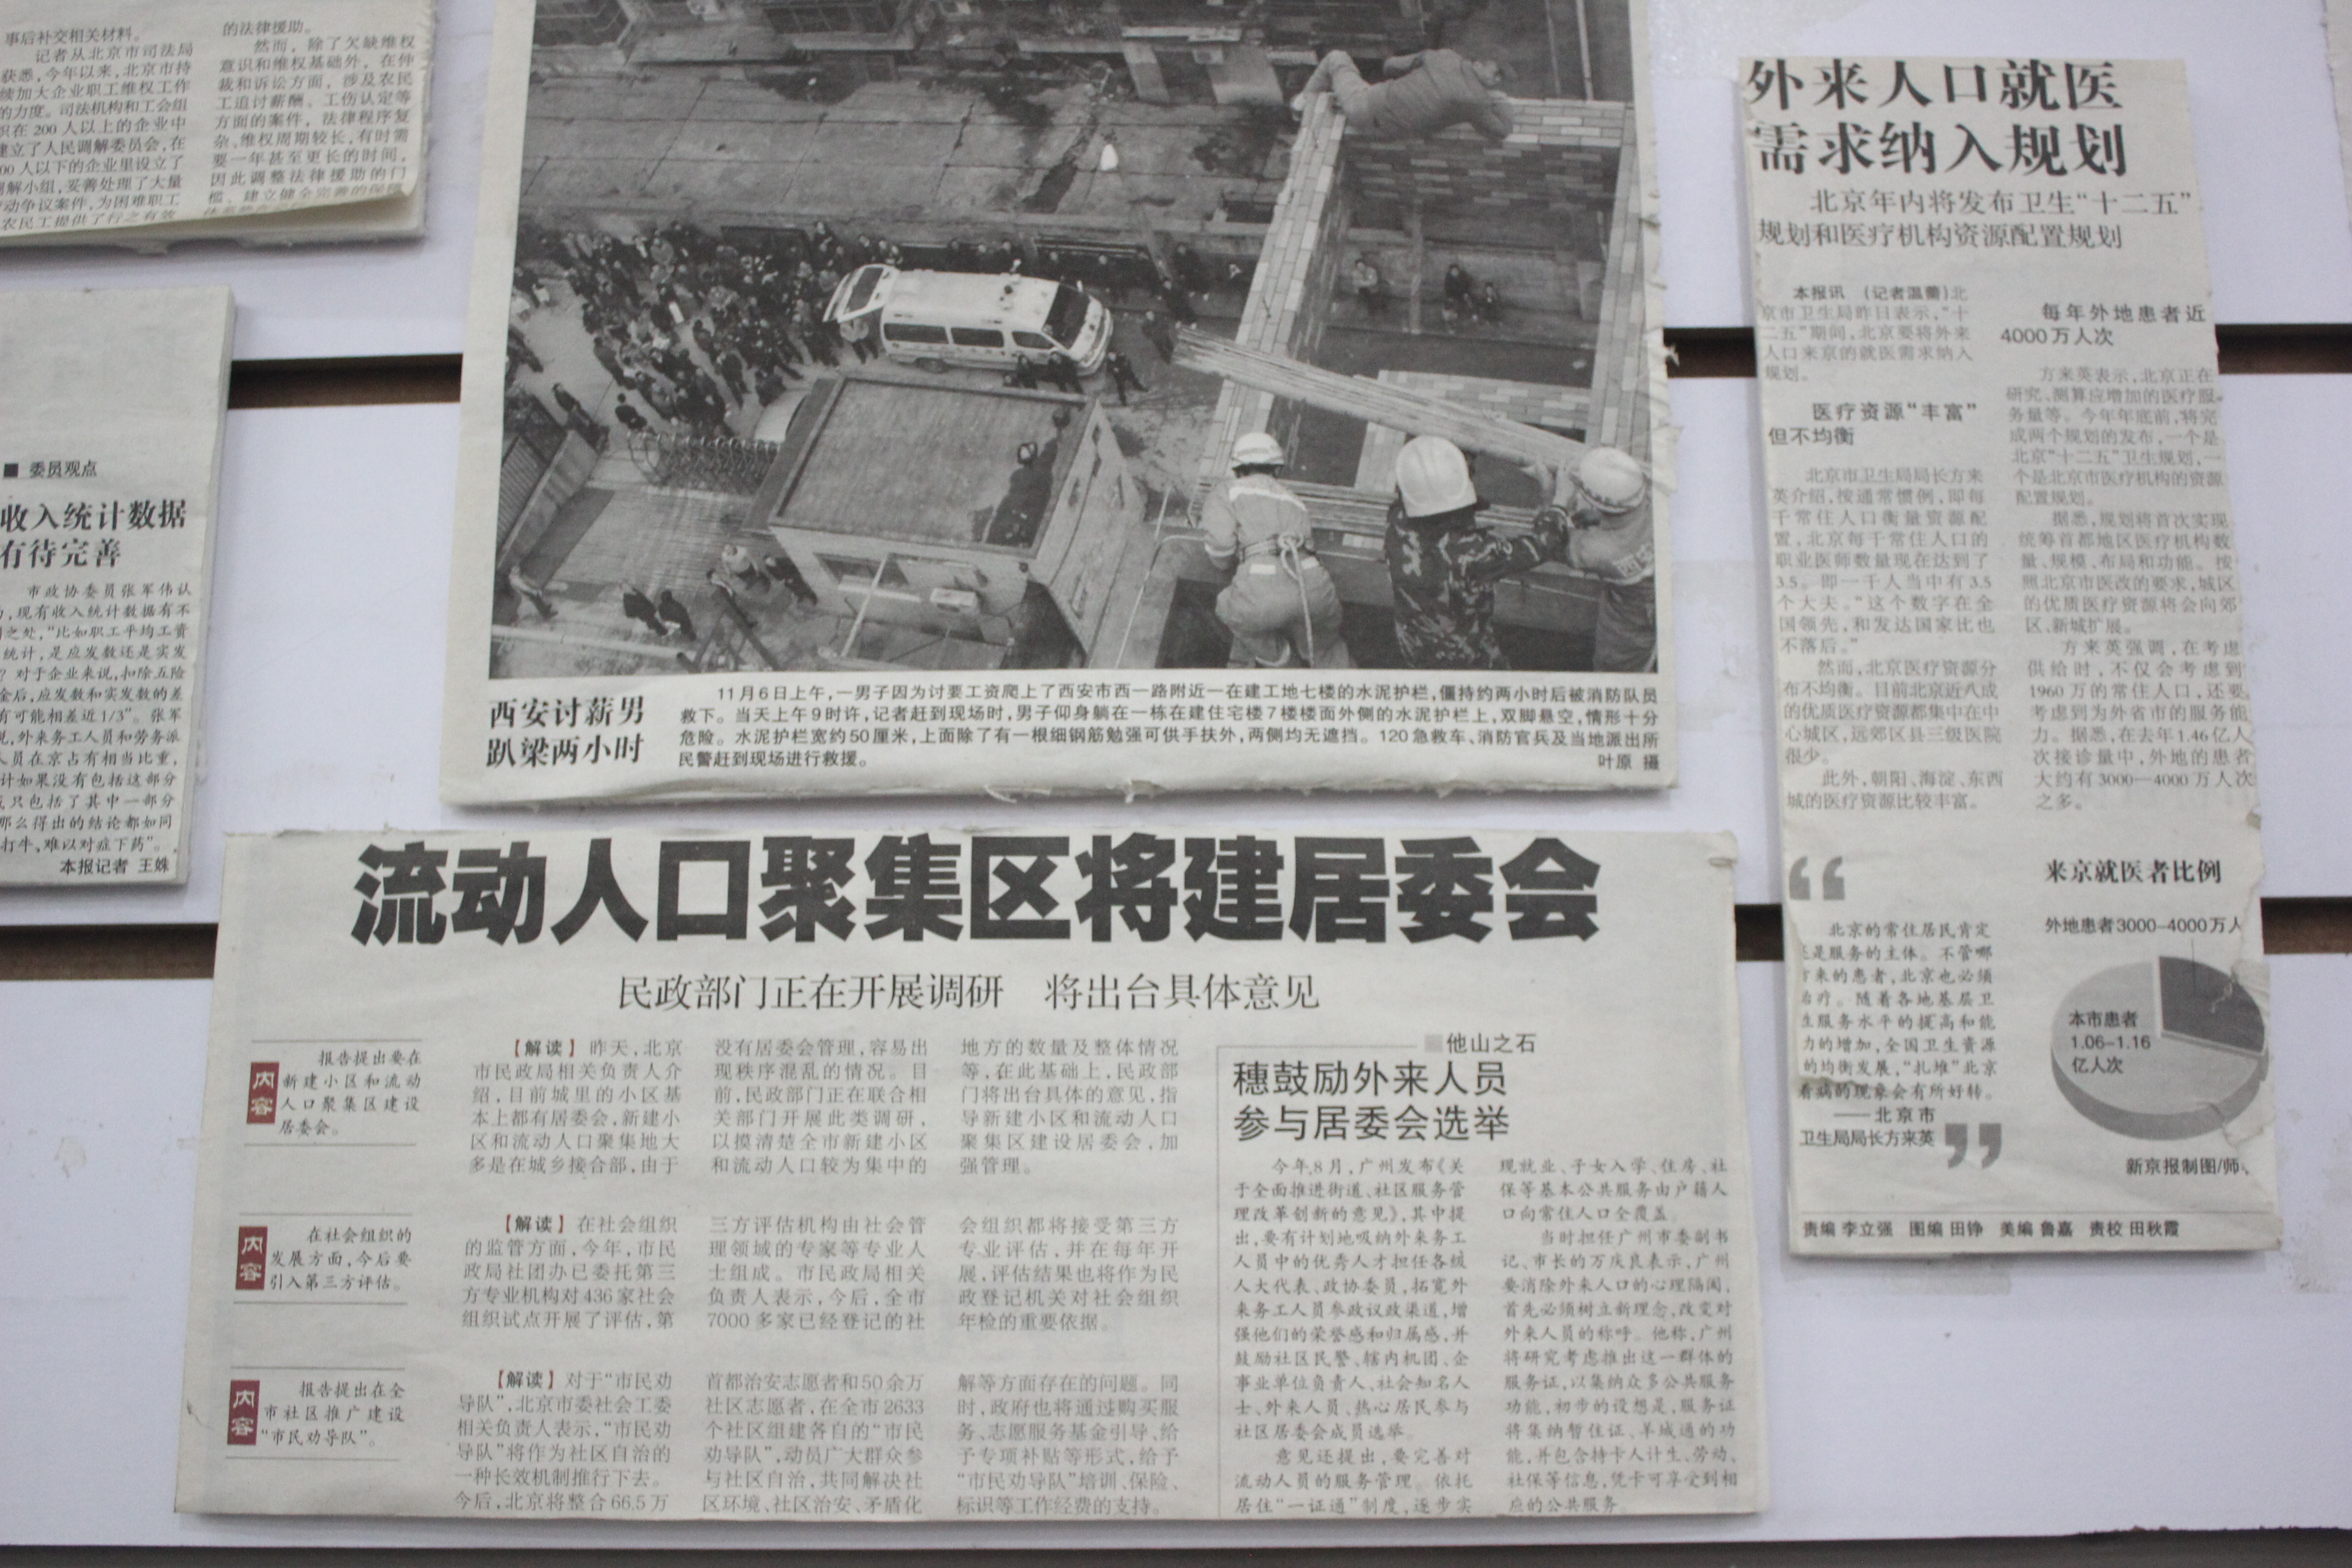 事后补交相关材料。
记者从北京市司法局
获悉,今年以来,北京市持
续加大企业职工维权工作
的力度。司法机构和工会组
织在200人以上的企业中
建立了人民调解委员会,在
00人以下的企业里设立了
调解小组,妥善处理了大量
动争议案件,为困难职工
农民工提供了行之有效
的法律援助。
然而,除了欠缺维权
意识和维权基础外,在仲
裁和诉讼方面,涉及农民
工追讨薪酬、工伤认定等
方面的案件,法律程序复
杂、维权周期较长,有时需
要一年甚至更长的时间,
因此调整法律援助的门
槛、建立健全完善的保障
■ 委员观点
收入统计数据
有待完善
市政协委员张军伟认
,现有收入统计数据有不
之处,“比如职工平均工资
统计,是应发数还是实发
?对于企业来说,扣除五险
金后,应发数和实发数的差
有可能相差近1/3”。张军
见,外来务工人员和劳务派
人员在京占有相当比重,
计如果没有包括这部分
只包括了其中一部分
那么得出的结论都如同
打牛,难以对症下药”。
本报记者 王姝
西安讨薪男
趴梁两小时
11月6日上午,一男子因为讨要工资爬上了西安市西一路附近一在建工地七楼的水泥护栏,僵持约两小时后被消防队员
救下。当天上午9时许,记者赶到现场时,男子仰身躺在一栋在建住宅楼7楼楼面外侧的水泥护栏上,双脚悬空,情形十分
危险。水泥护栏宽约50厘米,上面除了有一根细钢筋勉强可供手扶外,两侧均无遮挡。120急救车、消防官兵及当地派出所
民警赶到现场进行救援。
叶原 摄
外来人口就医
需求纳入规划
北京年内将发布卫生“十二五”
规划和医疗机构资源配置规划
本报讯 (记者温薷)北
京市卫生局昨日表示,“十
二五”期间,北京要将外来
人口来京的就医需求纳入
规划。
医疗资源“丰富”
但不均衡
北京市卫生局局长方来
英介绍,按通常惯例,即每
千常住人口衡量资源配
置,北京每千常住人口的
职业医师数量现在达到了
3.5。即一千人当中有3.5
个大夫。“这个数字在全
国领先,和发达国家比也
不落后。”
然而,北京医疗资源分
布不均衡。目前北京近八成
的优质医疗资源都集中在中
心城区,远郊区县三级医院
很少。
此外,朝阳、海淀、东西
城的医疗资源比较丰富。
每年外地患者近
4000万人次
方来英表示,北京正在
研究、测算应增加的医疗服
务量等。今年年底前,将完
成两个规划的发布,一个是
北京“十二五”卫生规划,一
个是北京市医疗机构的资源
配置规划。
据悉,规划将首次实现
统筹首都地区医疗机构数
量、规模、布局和功能。按
照北京市医改的要求,城区
的优质医疗资源将会向郊
区、新城扩展。
方来英强调,在考虑
供给时,不仅会考虑到
1960万的常住人口,还要
考虑到为外省市的服务能
力。据悉,在去年1.46亿人
次接诊量中,外地的患者
大约有3000—4000万人次
之多。
“
北京的常住居民肯定
是服务的主体。不管哪
来的患者,北京也必须
治疗。随着各地基层卫
生服务水平的提高和能
力的增加,全国卫生资源
的均衡发展,“扎堆”北京
看病的现象会有所好转。
——北京市
卫生局局长方来英
”
来京就医者比例
外地患者3000-4000万人
本市患者
1.06-1.16
亿人次
新京报制图/师
责编 李立强 图编 田铮 美编 鲁嘉 责校 田秋霞
流动人口聚集区将建居委会
民政部门正在开展调研 将出台具体意见
内容
报告提出要在
新建小区和流动
人口聚集区建设
居委会。
【解读】昨天,北京
市民政局相关负责人介
绍,目前城里的小区基
本上都有居委会,新建小
区和流动人口聚集地大
多是在城乡接合部,由于
没有居委会管理,容易出
现秩序混乱的情况。目
前,民政部门正在联合相
关部门开展此类调研,
以摸清楚全市新建小区
和流动人口较为集中的
地方的数量及整体情况
等,在此基础上,民政部
门将出台具体的意见,指
导新建小区和流动人口
聚集区建设居委会,加
强管理。
内容
在社会组织的
发展方面,今后要
引入第三方评估。
【解读】在社会组织
的监管方面,今年,市民
政局社团办已委托第三
方专业机构对436家社会
组织试点开展了评估,第
三方评估机构由社会管
理领域的专家等专业人
士组成。市民政局相关
负责人表示,今后,全市
7000多家已经登记的社
会组织都将接受第三方
专业评估,并在每年开
展,评估结果也将作为民
政登记机关对社会组织
年检的重要依据。
内容
报告提出在全
市社区推广建设
“市民劝导队”。
【解读】对于“市民劝
导队”,北京市委社会工委
相关负责人表示,“市民劝
导队”将作为社区自治的
一种长效机制推行下去。
今后,北京将整合66.5万
首都治安志愿者和50余万
社区志愿者,在全市2633
个社区组建各自的“市民
劝导队”,动员广大群众参
与社区自治,共同解决社
区环境、社区治安、矛盾化
解等方面存在的问题。同
时,政府也将通过购买服
务、志愿服务基金引导、给
予专项补贴等形式,给予
“市民劝导队”培训、保险、
标识等工作经费的支持。
■他山之石
穗鼓励外来人员
参与居委会选举
今年8月,广州发布《关
于全面推进街道、社区服务管
理改革创新的意见》,其中提
出,要有计划地吸纳外来务工
人员中的优秀人才担任各级
人大代表、政协委员,拓宽外
来务工人员参政议政渠道,增
强他们的荣誉感和归属感,并
鼓励社区民警、辖内机团、企
事业单位负责人、社会知名人
士、外来人员、热心居民参与
社区居委会成员选举。
意见还提出,要完善对
流动人员的服务管理。依托
居住“一证通”制度,逐步实
现就业、子女入学、住房、社
保等基本公共服务由户籍人
口向常住人口全覆盖。
当时担任广州市委副书
记、市长的万庆良表示,广州
要消除外来人口的心理隔阂,
首先必须树立新理念,改变对
外来人员的称呼。他称,广州
将研究考虑推出这一群体的
服务证,以集纳众多公共服务
功能,初步的设想是,服务证
将集纳暂住证、羊城通的功
能,并包含持卡人计生、劳动、
社保等信息,凭卡可享受到相
应的公共服务。